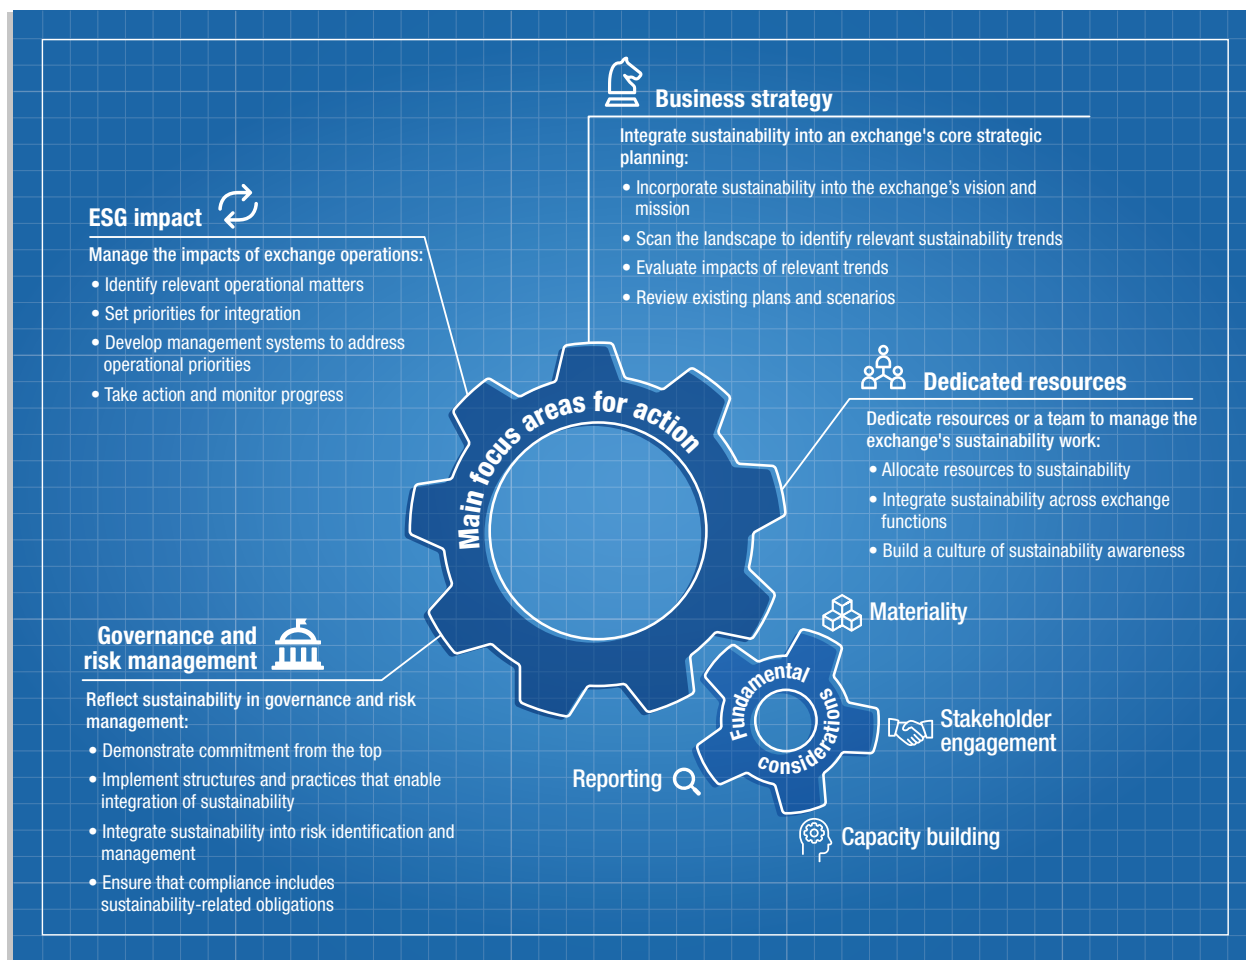 Business strategy
Integrate sustainability into an exchange's core strategic
planning:
• Incorporate sustainability into the exchange’s vision and
mission
• Scan the landscape to identify relevant sustainability trends
• Evaluate impacts of relevant trends
• Review existing plans and scenarios
ESG impact
Manage the impacts of exchange operations:
• Identify relevant operational matters
• Set priorities for integration
• Develop management systems to address
operational priorities
• Take action and monitor progress
Main focus areas for action
Dedicated resources
Dedicate resources or a team to manage the
exchange's sustainability work:
• Allocate resources to sustainability
• Integrate sustainability across exchange
functions
• Build a culture of sustainability awareness
Governance and
risk management
Reflect sustainability in governance and risk
management:
• Demonstrate commitment from the top
• Implement structures and practices that enable
integration of sustainability
• Integrate sustainability into risk identification and
management
• Ensure that compliance includes
sustainability-related obligations
Fundamental
considerations
Materiality
Stakeholder
engagement
Capacity building
Reporting